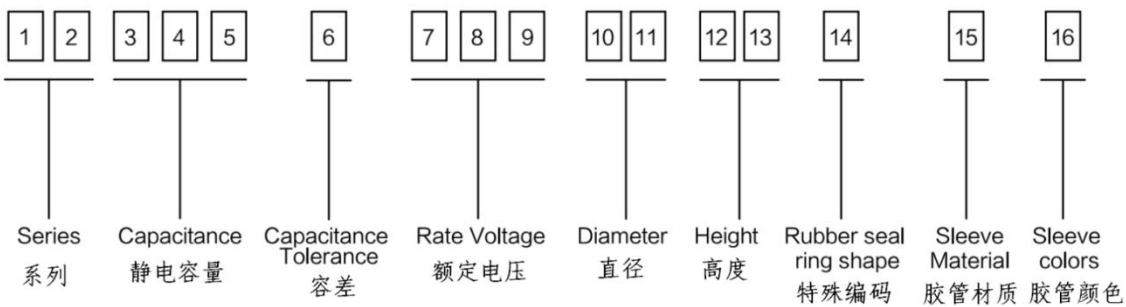 1 2 3 4 5 6 7 8 9 10 11 12 13 14 15 16
Series Capacitance Capacitance Rate Voltage Diameter Height Rubber seal Sleeve Sleeve
Tolerance ring shape Material colors
系列 静电容量 容差 额定电压 直径 高度 特殊编码 胶管材质 胶管颜色